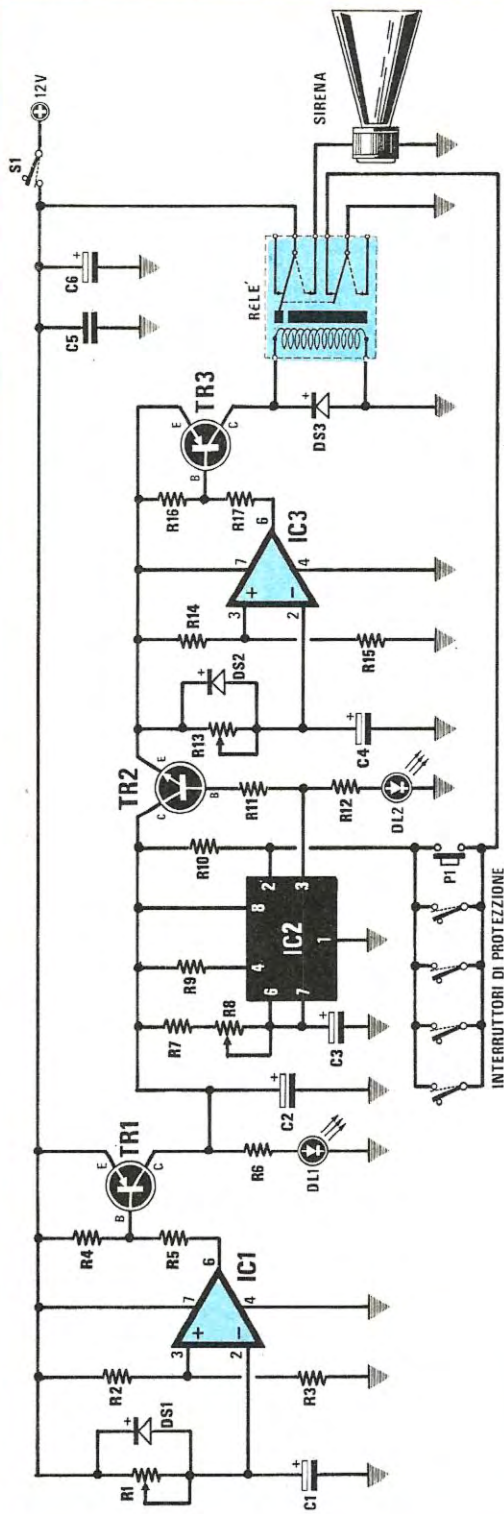 S1
12V
R1
DS1
C1
R2
R3
3
+
2
-
7
4
6
IC1
R4
R5
B
E
C
TR1
R6
DL1
+
C2
R7
R8
+
C3
R9
6
4
8
2
7
1
3
IC2
R10
C
E
B
TR2
R11
R12
DL2
INTERRUTTORI DI PROTEZZIONE
P1
R13
+
DS2
+
C4
R14
R15
3
+
2
-
7
4
6
IC3
R16
R17
B
E
C
TR3
+
DS3
C5
+
C6
RELE'
SIRENA